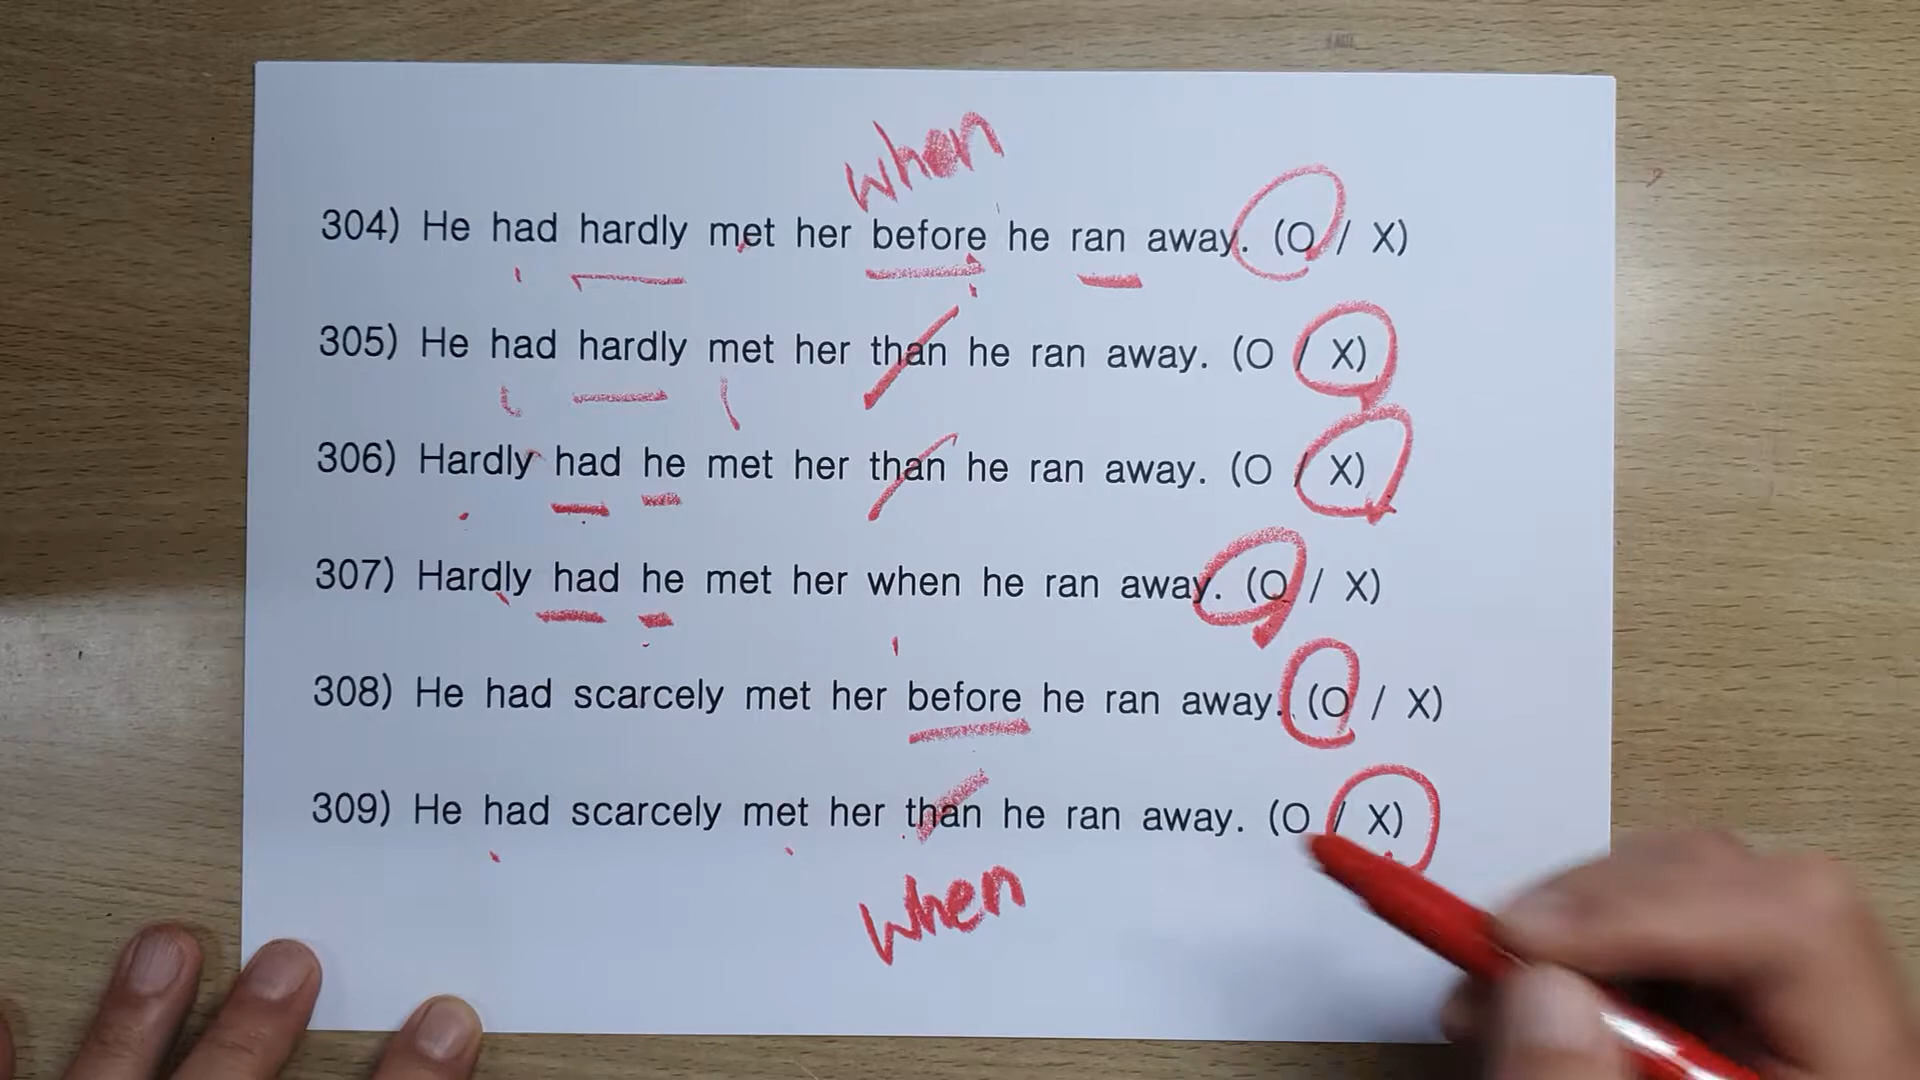 when
304) He had hardly met her before he ran away. (O / X)
305) He had hardly met her than he ran away. (O / X)
306) Hardly had he met her than he ran away. (O / X)
307) Hardly had he met her when he ran away. (O / X)
308) He had scarcely met her before he ran away. (O / X)
309) He had scarcely met her than he ran away. (O / X)
When